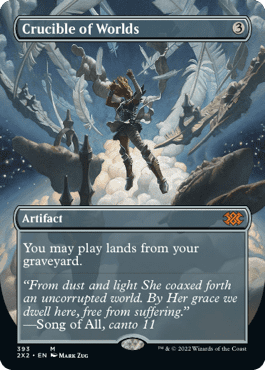 Crucible of Worlds 3
Artifact
You may play lands from your
graveyard.
“From dust and light She coaxed forth
an uncorrupted world. By Her grace we
dwell here, free from suffering.”
—Song of All, canto 11
393 M
2X2 • EN Mark Zug
™ & © 2022 Wizards of the Coast